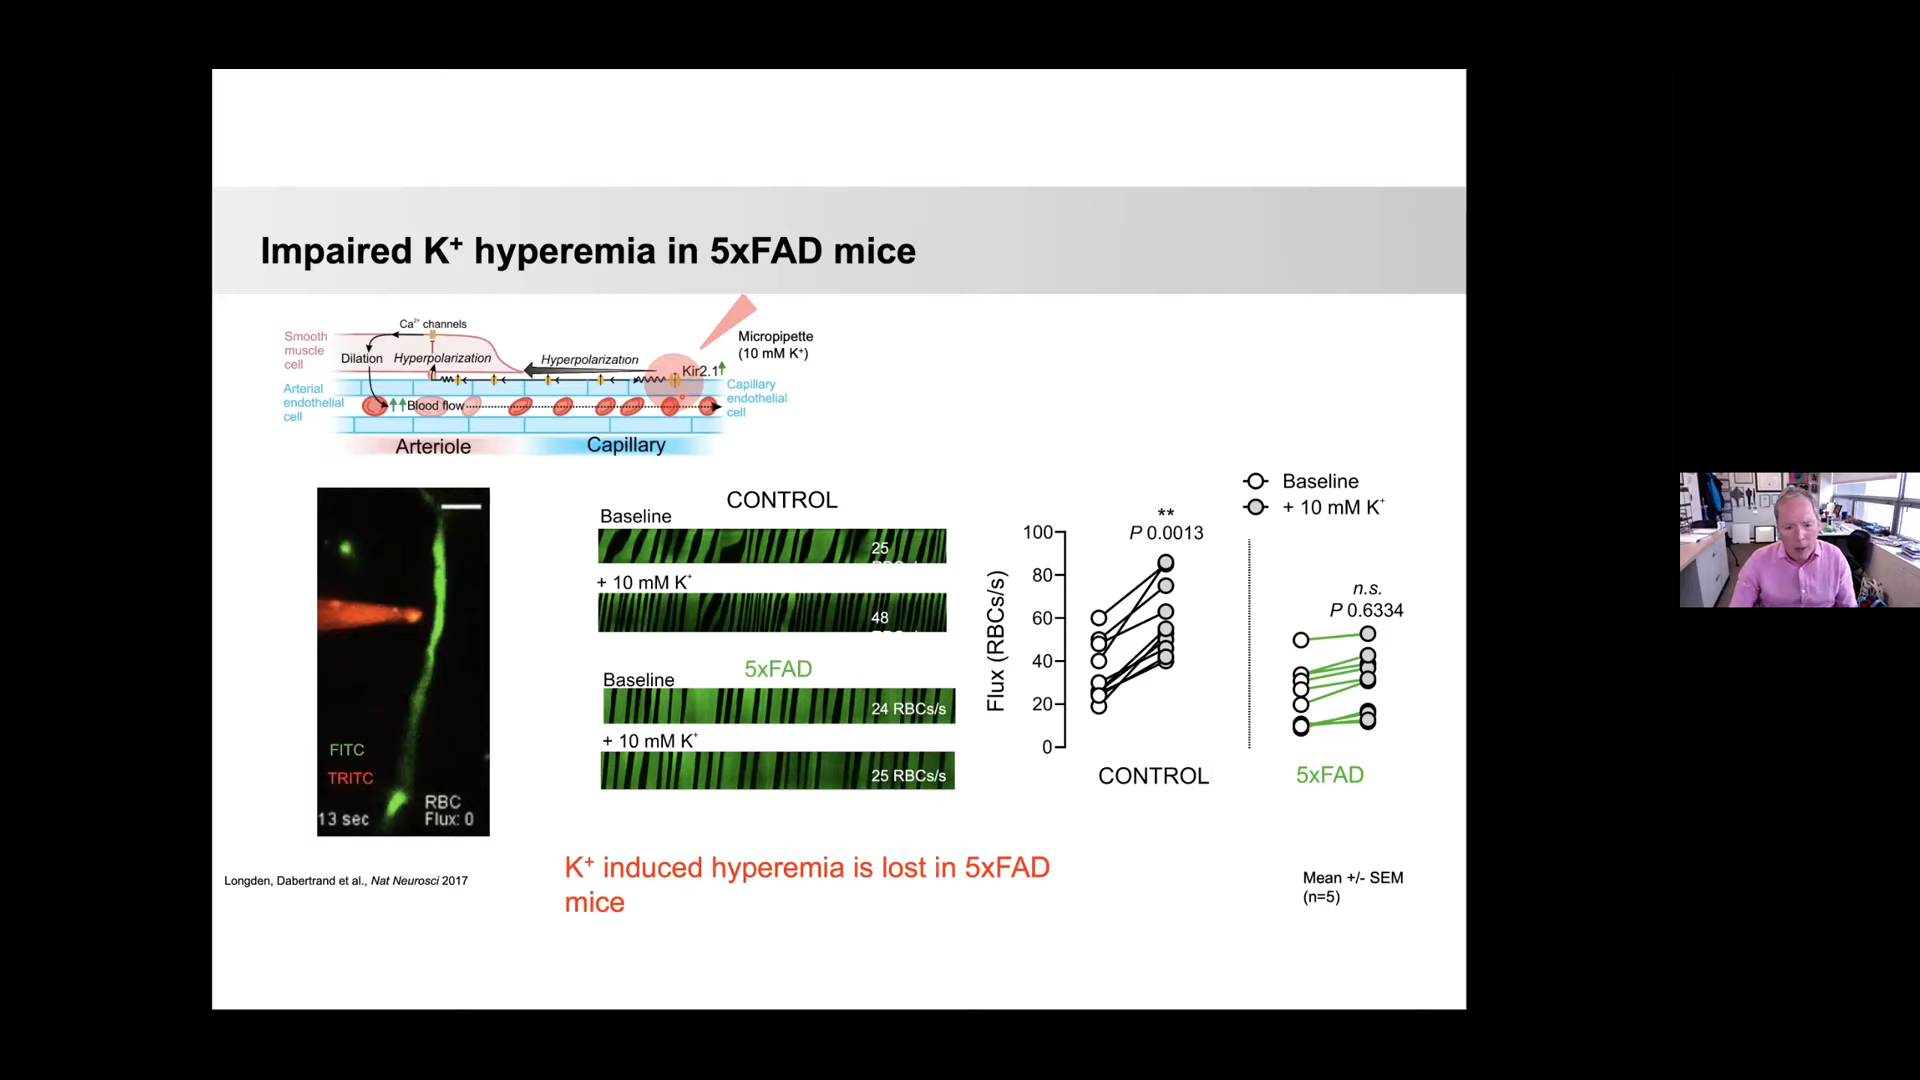 Impaired K⁺ hyperemia in 5xFAD mice
Ca²⁺ channels
Smooth
muscle
cell
Dilation
Hyperpolarization
Hyperpolarization
Micropipette
(10 mM K⁺)
Kir2.1
Arterial
endothelial
cell
Blood flow
Capillary
endothelial
cell
Arteriole
Capillary
FITC
TRITC
13 sec
RBC
Flux: 0
Longden, Dabertrand et al., Nat Neurosci 2017
CONTROL
Baseline
25
+ 10 mM K⁺
48
5xFAD
Baseline
24 RBCs/s
+ 10 mM K⁺
25 RBCs/s
K⁺ induced hyperemia is lost in 5xFAD
mice
Baseline
+ 10 mM K⁺
**
P 0.0013
n.s.
P 0.6334
Flux (RBCs/s)
100
80
60
40
20
0
CONTROL
5xFAD
Mean +/- SEM
(n=5)